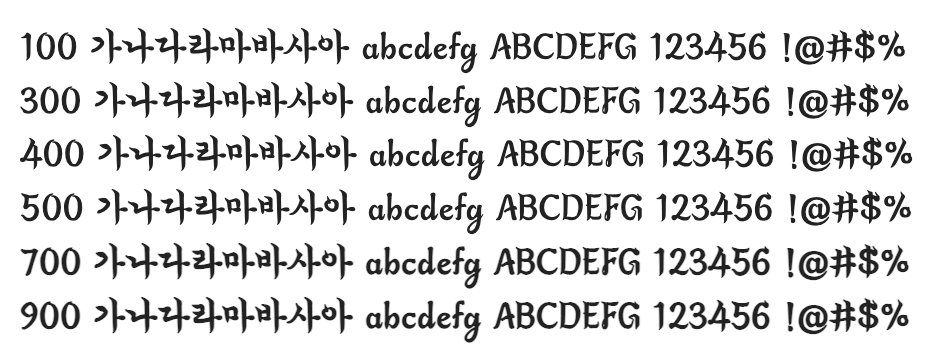 100 가나다라마바사아 abcdefg ABCDEFG 123456 !@#$%
300 가나다라마바사아 abcdefg ABCDEFG 123456 !@#$%
400 가나다라마바사아 abcdefg ABCDEFG 123456 !@#$%
500 가나다라마바사아 abcdefg ABCDEFG 123456 !@#$%
700 가나다라마바사아 abcdefg ABCDEFG 123456 !@#$%
900 가나다라마바사아 abcdefg ABCDEFG 123456 !@#$%